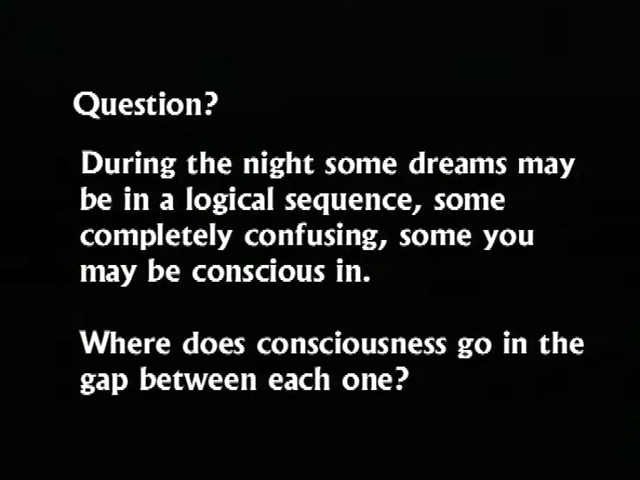 Question?
During the night some dreams may
be in a logical sequence, some
completely confusing, some you
may be conscious in.
Where does consciousness go in the
gap between each one?